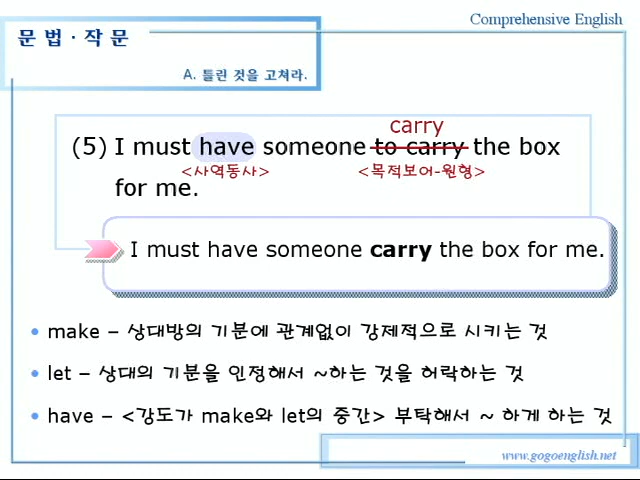 Comprehensive English
문 법 · 작 문
A. 틀린 것을 고쳐라.
carry
(5) I must have someone to carry the box
<사역동사> <목적보어-원형>
for me.
I must have someone carry the box for me.
make – 상대방의 기분에 관계없이 강제적으로 시키는 것
let – 상대의 기분을 인정해서 ~하는 것을 허락하는 것
have – <강도가 make와 let의 중간> 부탁해서 ~ 하게 하는 것
www.gogoenglish.net